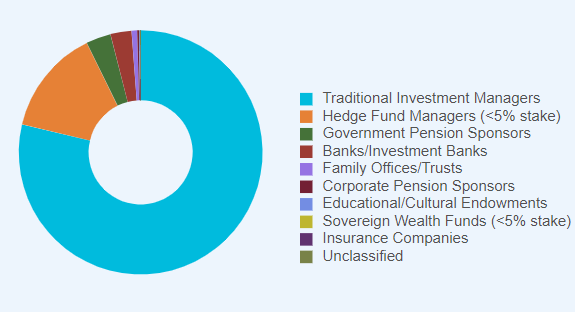 Traditional Investment Managers
Hedge Fund Managers (<5% stake)
Government Pension Sponsors
Banks/Investment Banks
Family Offices/Trusts
Corporate Pension Sponsors
Educational/Cultural Endowments
Sovereign Wealth Funds (<5% stake)
Insurance Companies
Unclassified